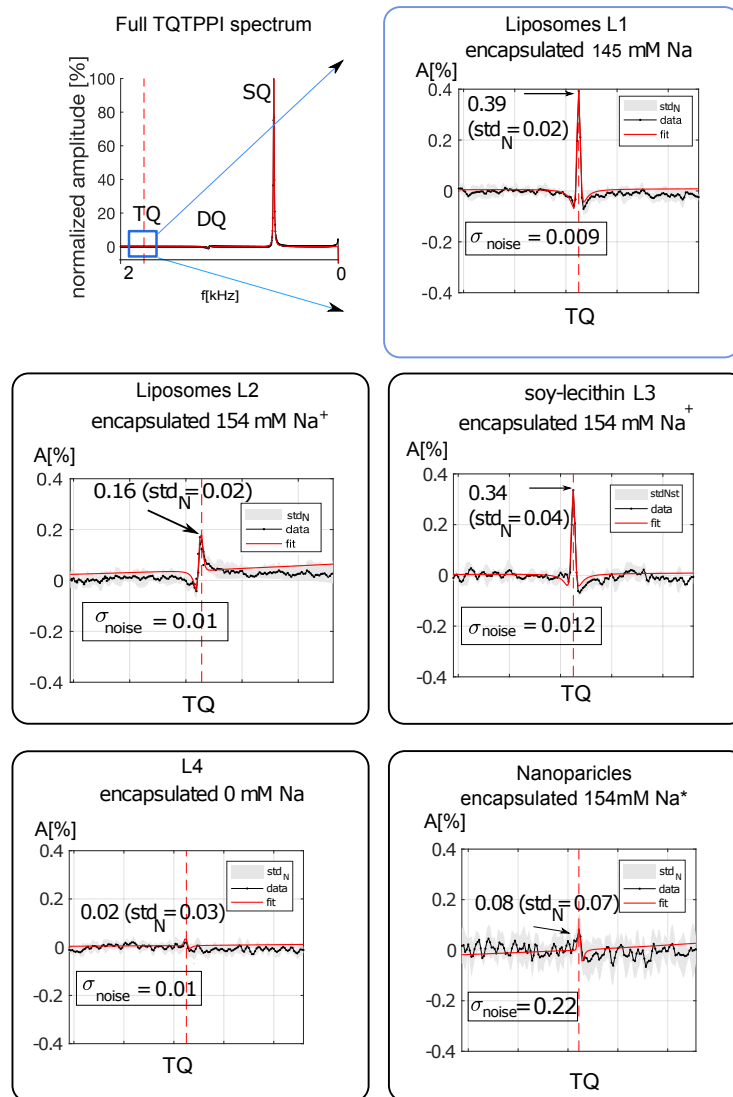 Full TQTPPI spectrum
normalized amplitude [%]
100
80
60
40
20
0
SQ
TQ
DQ
2
0
f[kHz]
Liposomes L1
encapsulated 145 mM Na
A[%]
0.4
0.2
0
-0.2
-0.4
0.39
(std_N = 0.02)
std_N
data
fit
σ_noise = 0.009
TQ
Liposomes L2
encapsulated 154 mM Na⁺
A[%]
0.4
0.2
0
-0.2
-0.4
0.16 (std_N = 0.02)
std_N
data
fit
σ_noise = 0.01
TQ
soy-lecithin L3
encapsulated 154 mM Na⁺
A[%]
0.4
0.2
0
-0.2
-0.4
0.34
(std_N = 0.04)
stdNst
data
fit
σ_noise = 0.012
TQ
L4
encapsulated 0 mM Na
A[%]
0.4
0.2
0
-0.2
-0.4
0.02 (std_N = 0.03)
std_N
data
fit
σ_noise = 0.01
TQ
Nanoparicles
encapsulated 154mM Na*
A[%]
0.4
0.2
0
-0.2
-0.4
0.08 (std_N = 0.07)
std_N
data
fit
σ_noise = 0.22
TQ